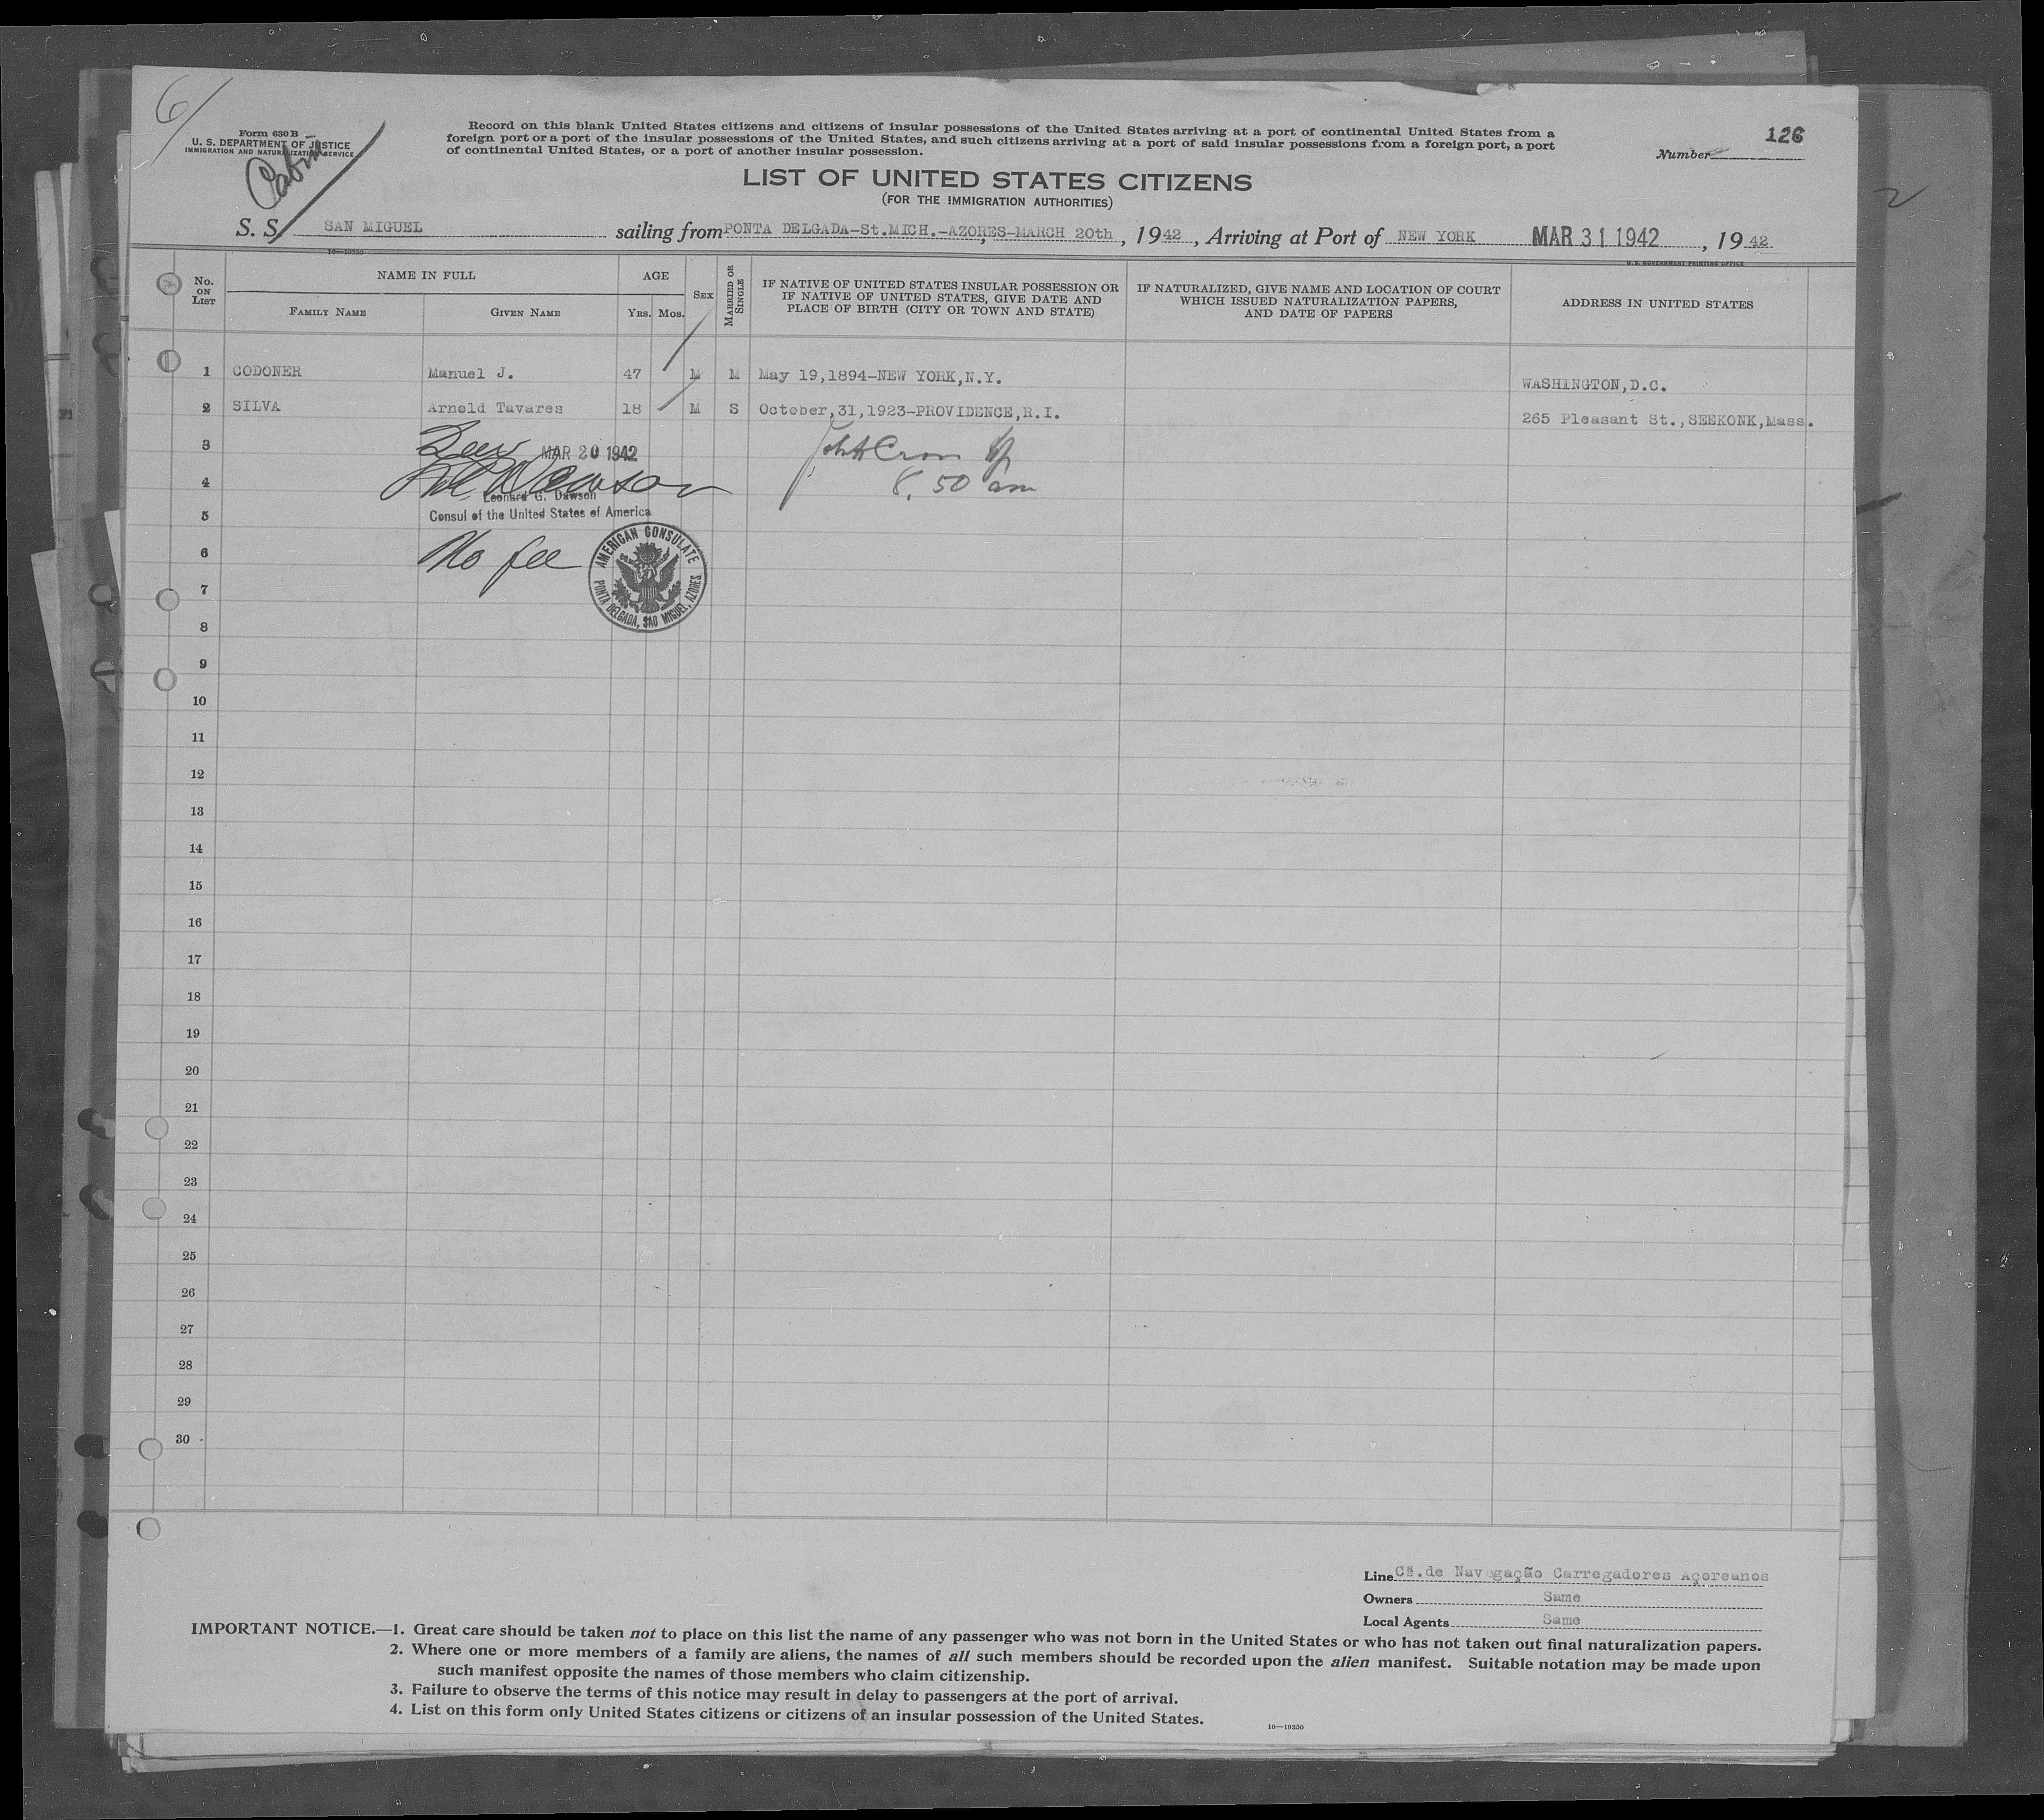 6
Form 630 B
U. S. DEPARTMENT OF JUSTICE
IMMIGRATION AND NATURALIZATION SERVICE
Cabin
Record on this blank United States citizens and citizens of insular possessions of the United States arriving at a port of continental United States from a
foreign port or a port of the insular possessions of the United States, and such citizens arriving at a port of said insular possessions from a foreign port, a port
of continental United States, or a port of another insular possession.
Number 126
2
LIST OF UNITED STATES CITIZENS
(FOR THE IMMIGRATION AUTHORITIES)
S. S. SAN MIGUEL sailing from PONTA DELGADA-St.MICH.-AZORES-MARCH 20th, 1942, Arriving at Port of NEW YORK MAR 31 1942, 1942
16—19350
U.S. GOVERNMENT PRINTING OFFICE
No. ON LIST
NAME IN FULL
FAMILY NAME
GIVEN NAME
AGE
YRS. MOS.
SEX
MARRIED OR SINGLE
IF NATIVE OF UNITED STATES INSULAR POSSESSION OR
IF NATIVE OF UNITED STATES, GIVE DATE AND
PLACE OF BIRTH (CITY OR TOWN AND STATE)
IF NATURALIZED, GIVE NAME AND LOCATION OF COURT
WHICH ISSUED NATURALIZATION PAPERS,
AND DATE OF PAPERS
ADDRESS IN UNITED STATES
1 CODONER Manuel J. 47 M M May 19,1894-NEW YORK,N.Y. WASHINGTON,D.C.
2 SILVA Arnold Tavares 18 M S October,31,1923-PROVIDENCE,R.I. 265 Pleasant St.,SEEKONK,Mass.
3 MAR 20 1942
4 8.50 am
Leonard G. Dawson
5 Consul of the United States of America
6 No fee
AMERICAN CONSULATE
PONTA DELGADA, SAO MIGUEL, AZORES
7
8
9
10
11
12
13
14
15
16
17
18
19
20
21
22
23
24
25
26
27
28
29
30
Line Cª.de Navegação Carregadores Açoreanos
Owners Same
Local Agents Same
IMPORTANT NOTICE.—1. Great care should be taken not to place on this list the name of any passenger who was not born in the United States or who has not taken out final naturalization papers.
2. Where one or more members of a family are aliens, the names of all such members should be recorded upon the alien manifest. Suitable notation may be made upon
such manifest opposite the names of those members who claim citizenship.
3. Failure to observe the terms of this notice may result in delay to passengers at the port of arrival.
4. List on this form only United States citizens or citizens of an insular possession of the United States.
16—19350